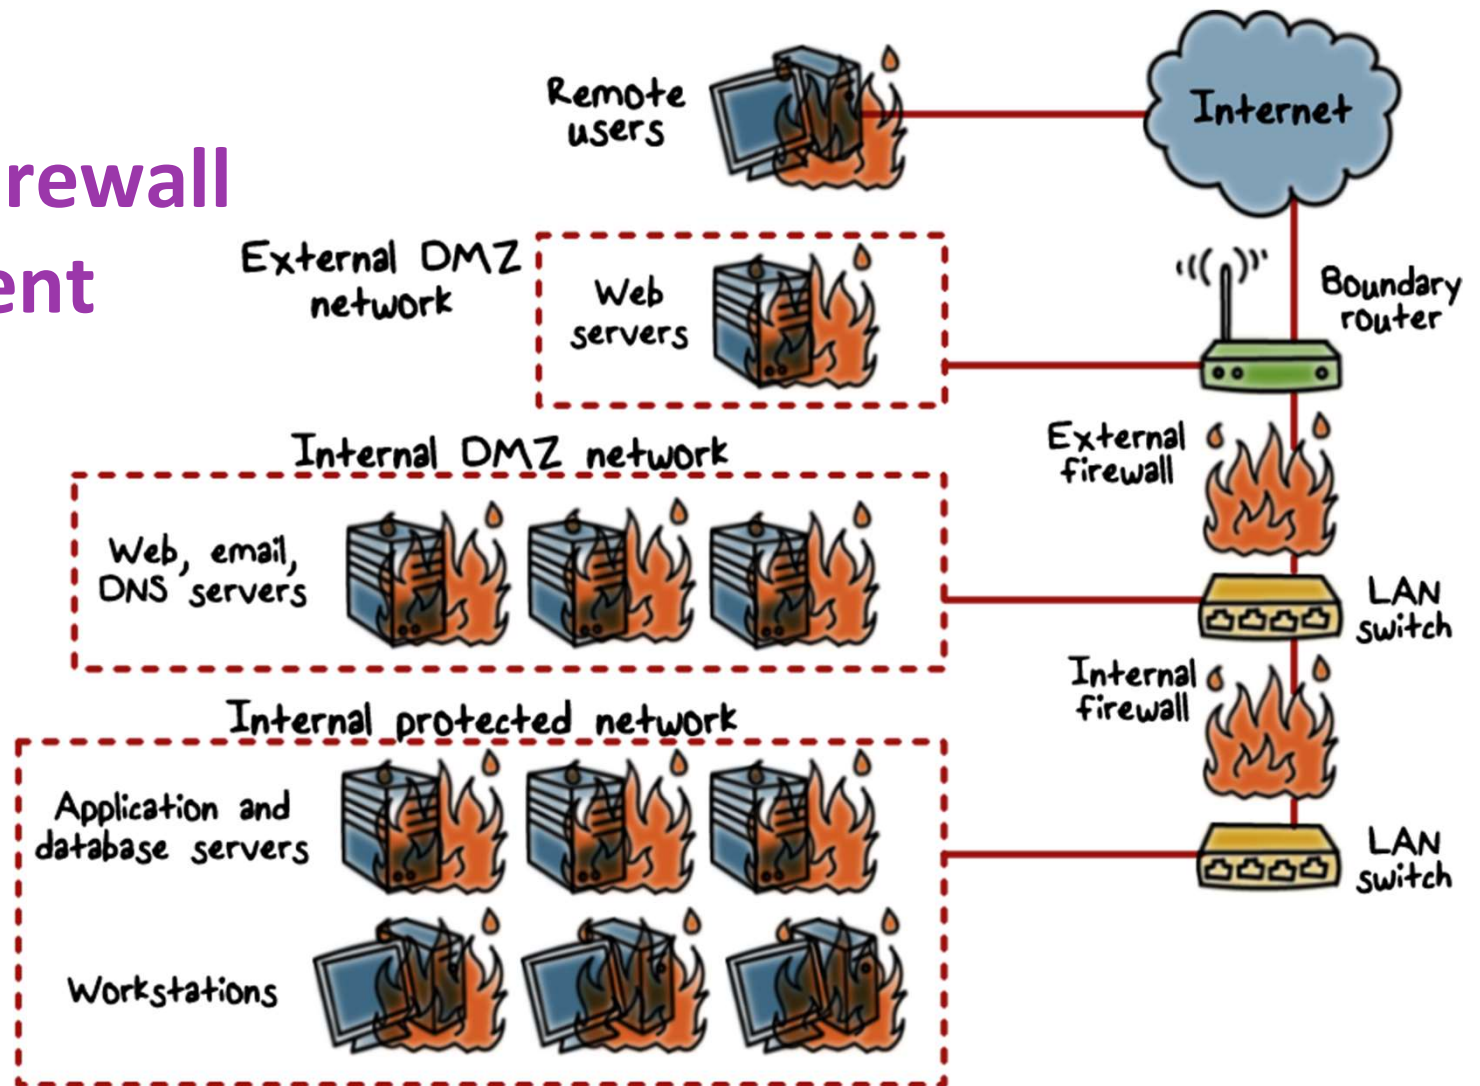 rewall
ent
Remote
users
Internet
External DMZ
network
Web
servers
Boundary
router
External
firewall
Internal DMZ network
Web, email,
DNS servers
LAN
switch
Internal
firewall
Internal protected network
Application and
database servers
LAN
switch
Workstations